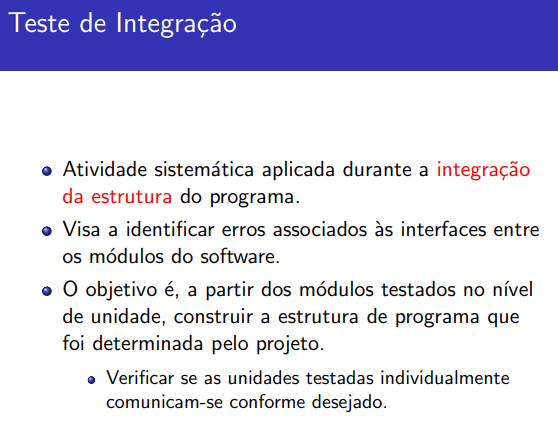 Teste de Integração
Atividade sistemática aplicada durante a integração
da estrutura do programa.
Visa a identificar erros associados às interfaces entre
os módulos do software.
O objetivo é, a partir dos módulos testados no nível
de unidade, construir a estrutura de programa que
foi determinada pelo projeto.
Verificar se as unidades testadas individualmente
comunicam-se conforme desejado.